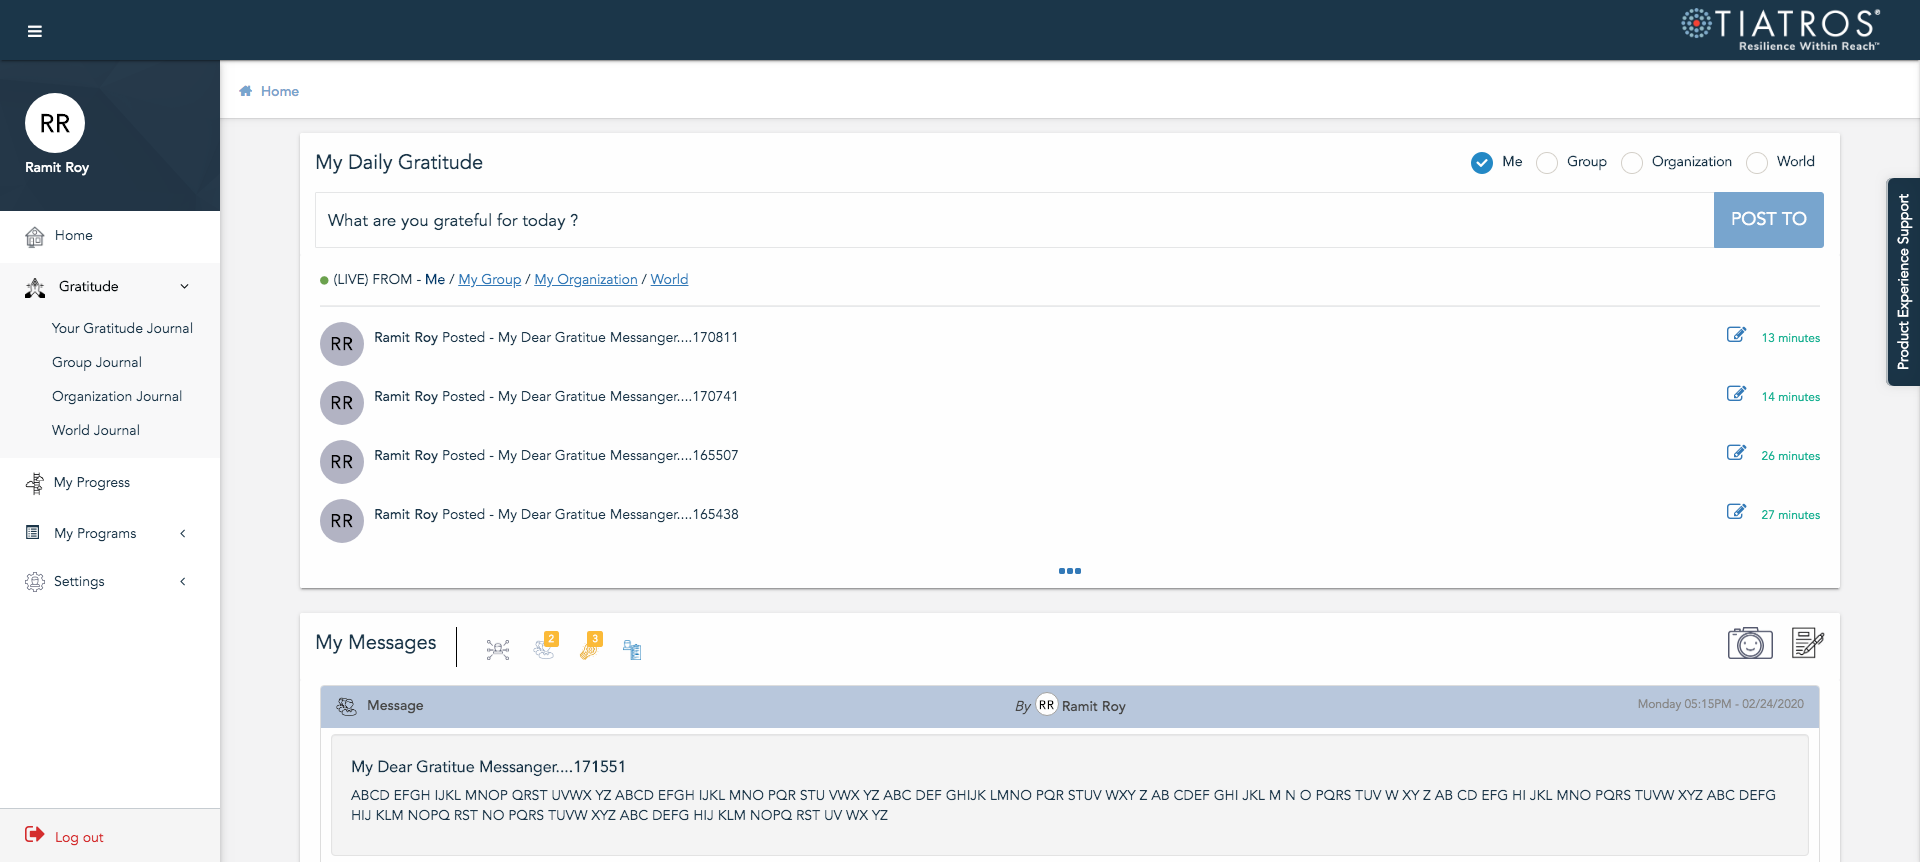 TIATROS®
Resilience Within Reach™
RR
Ramit Roy
Home
Gratitude
Your Gratitude Journal
Group Journal
Organization Journal
World Journal
My Progress
My Programs
Settings
Log out
Home
My Daily Gratitude
Me Group Organization World
What are you grateful for today ?
POST TO
(LIVE) FROM - Me / My Group / My Organization / World
RR Ramit Roy Posted - My Dear Gratitue Messanger....170811 13 minutes
RR Ramit Roy Posted - My Dear Gratitue Messanger....170741 14 minutes
RR Ramit Roy Posted - My Dear Gratitue Messanger....165507 26 minutes
RR Ramit Roy Posted - My Dear Gratitue Messanger....165438 27 minutes
Product Experience Support
My Messages 2 3
Message By RR Ramit Roy Monday 05:15PM - 02/24/2020
My Dear Gratitue Messanger....171551
ABCD EFGH IJKL MNOP QRST UVWX YZ ABCD EFGH IJKL MNO PQR STU VWX YZ ABC DEF GHIJK LMNO PQR STUV WXY Z AB CDEF GHI JKL M N O PQRS TUV W XY Z AB CD EFG HI JKL MNO PQRS TUVW XYZ ABC DEFG
HIJ KLM NOPQ RST NO PQRS TUVW XYZ ABC DEFG HIJ KLM NOPQ RST UV WX YZ